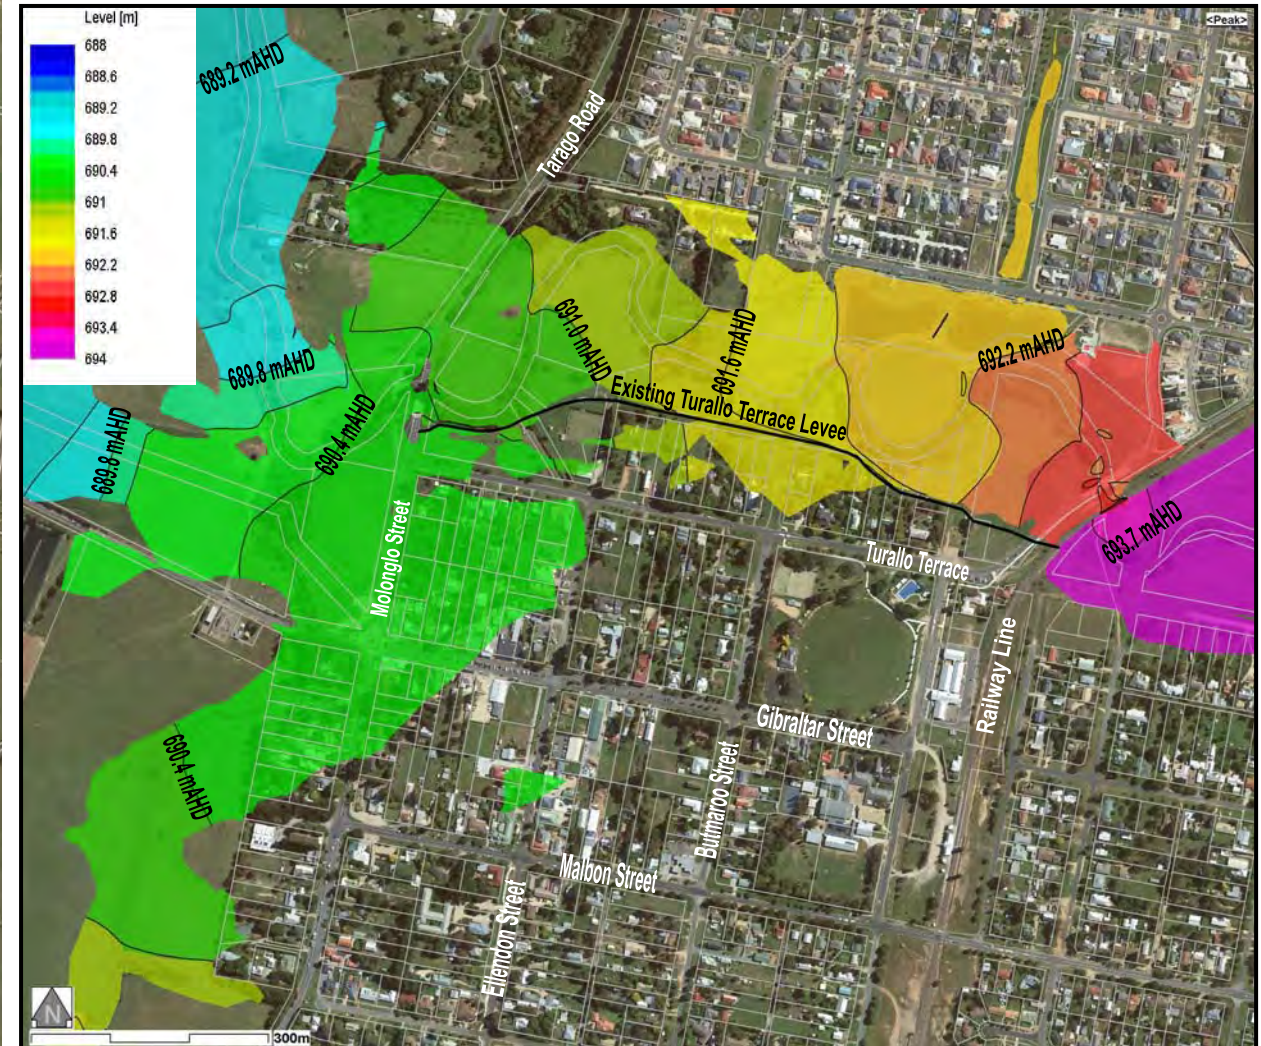 Level [m]
688
688.6
689.2
689.8
690.4
691
691.6
692.2
692.8
693.4
694
<Peak>
689.2 mAHD
Tarago Road
691.0 mAHD
691.6 mAHD
692.2 mAHD
689.8 mAHD
Existing Turallo Terrace Levee
690.4 mAHD
689.8 mAHD
693.7 mAHD
Molonglo Street
Turallo Terrace
Railway Line
Gibraltar Street
690.4 mAHD
Butmaroo Street
Malbon Street
Ellendon Street
N
300m